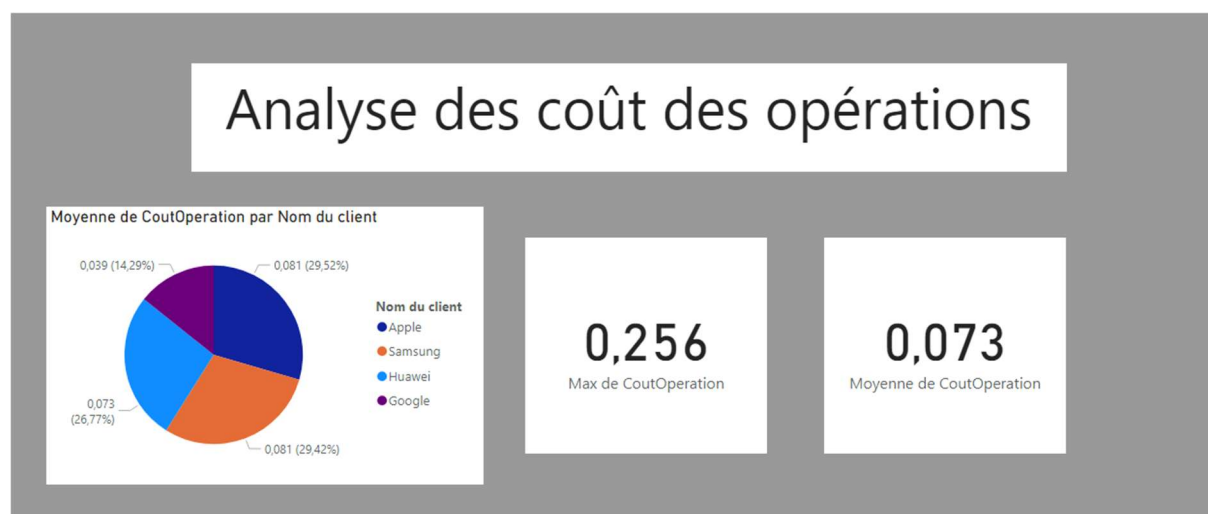 Analyse des coût des opérations
Moyenne de CoutOperation par Nom du client
0,039 (14,29%)
0,081 (29,52%)
0,073
(26,77%)
0,081 (29,42%)
Nom du client
Apple
Samsung
Huawei
Google
0,256
Max de CoutOperation
0,073
Moyenne de CoutOperation